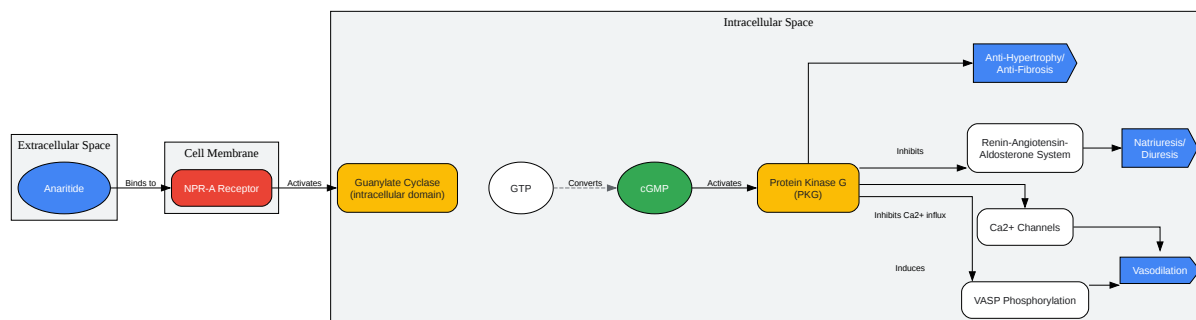 Intracellular Space
Anti-Hypertrophy/
Anti-Fibrosis
Extracellular Space
Anaritide
Binds to
Cell Membrane
NPR-A Receptor
Activates
Guanylate Cyclase
(intracellular domain)
GTP
Converts
cGMP
Activates
Protein Kinase G
(PKG)
Inhibits
Renin-Angiotensin-
Aldosterone System
Natriuresis/
Diuresis
Inhibits Ca2+ influx
Ca2+ Channels
Induces
VASP Phosphorylation
Vasodilation